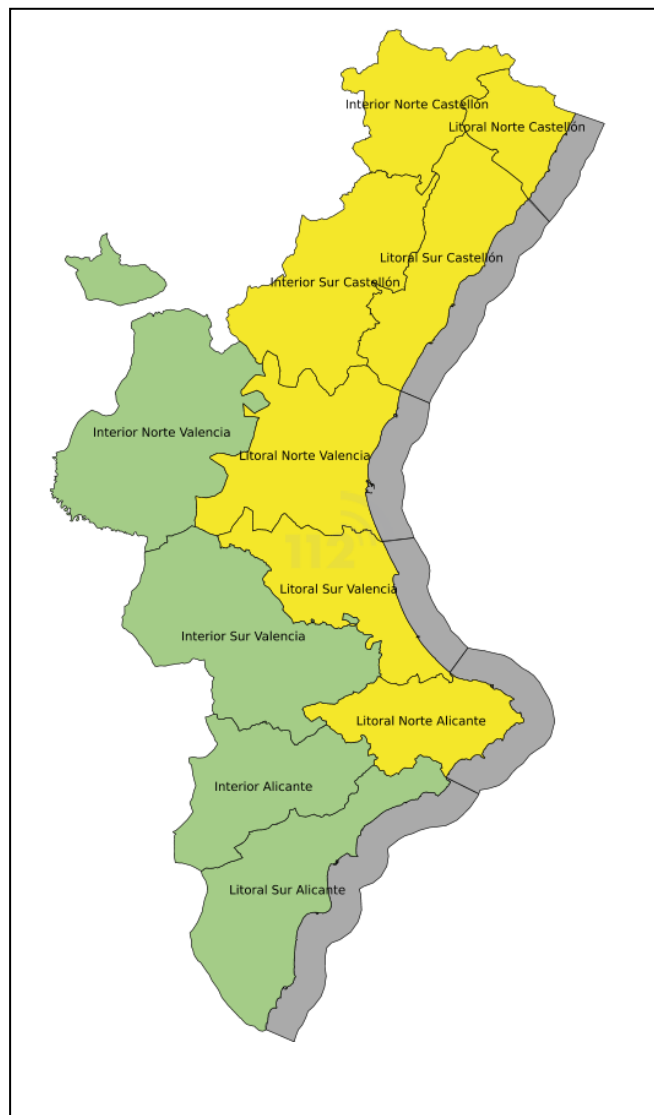 Interior Norte Castellón
Litoral Norte Castellón
Litoral Sur Castellón
Interior Sur Castellón
Interior Norte Valencia
Litoral Norte Valencia
112
Litoral Sur Valencia
Interior Sur Valencia
Litoral Norte Alicante
Interior Alicante
Litoral Sur Alicante